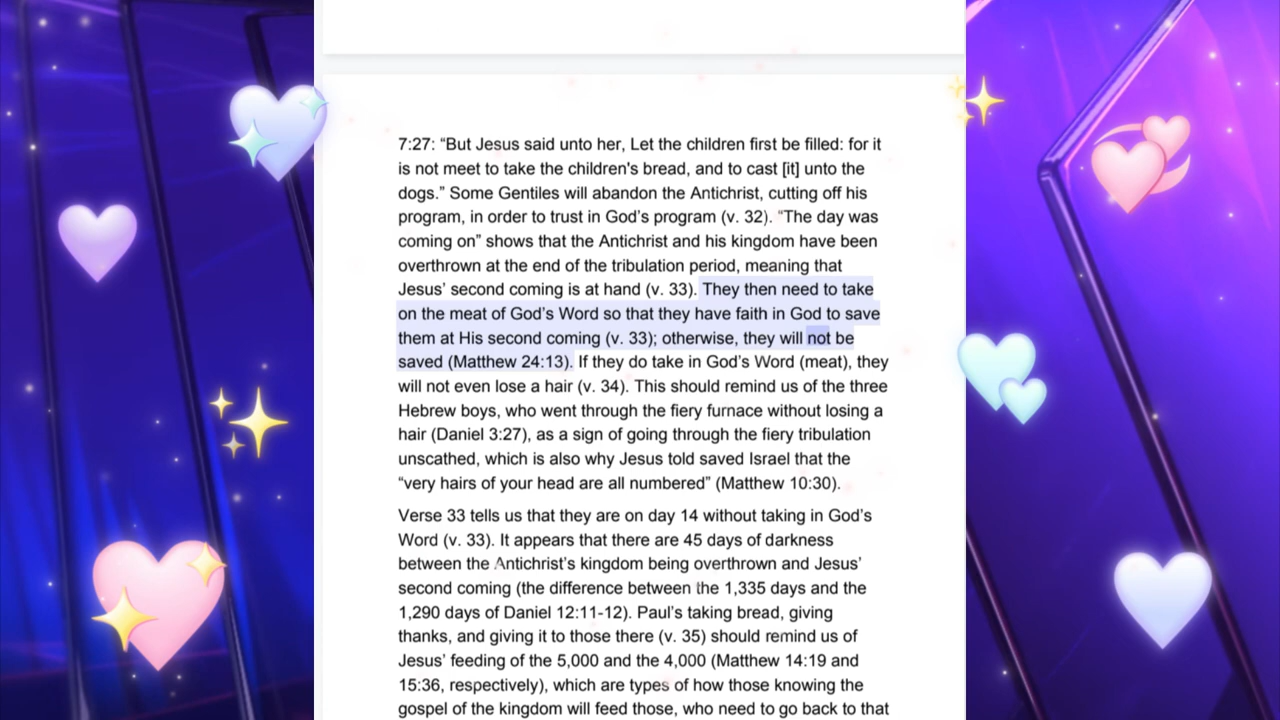 7:27: “But Jesus said unto her, Let the children first be filled: for it
is not meet to take the children's bread, and to cast [it] unto the
dogs.” Some Gentiles will abandon the Antichrist, cutting off his
program, in order to trust in God’s program (v. 32). “The day was
coming on” shows that the Antichrist and his kingdom have been
overthrown at the end of the tribulation period, meaning that
Jesus’ second coming is at hand (v. 33). They then need to take
on the meat of God’s Word so that they have faith in God to save
them at His second coming (v. 33); otherwise, they will not be
saved (Matthew 24:13). If they do take in God’s Word (meat), they
will not even lose a hair (v. 34). This should remind us of the three
Hebrew boys, who went through the fiery furnace without losing a
hair (Daniel 3:27), as a sign of going through the fiery tribulation
unscathed, which is also why Jesus told saved Israel that the
“very hairs of your head are all numbered” (Matthew 10:30).
Verse 33 tells us that they are on day 14 without taking in God’s
Word (v. 33). It appears that there are 45 days of darkness
between the Antichrist’s kingdom being overthrown and Jesus’
second coming (the difference between the 1,335 days and the
1,290 days of Daniel 12:11-12). Paul’s taking bread, giving
thanks, and giving it to those there (v. 35) should remind us of
Jesus’ feeding of the 5,000 and the 4,000 (Matthew 14:19 and
15:36, respectively), which are types of how those knowing the
gospel of the kingdom will feed those, who need to go back to that